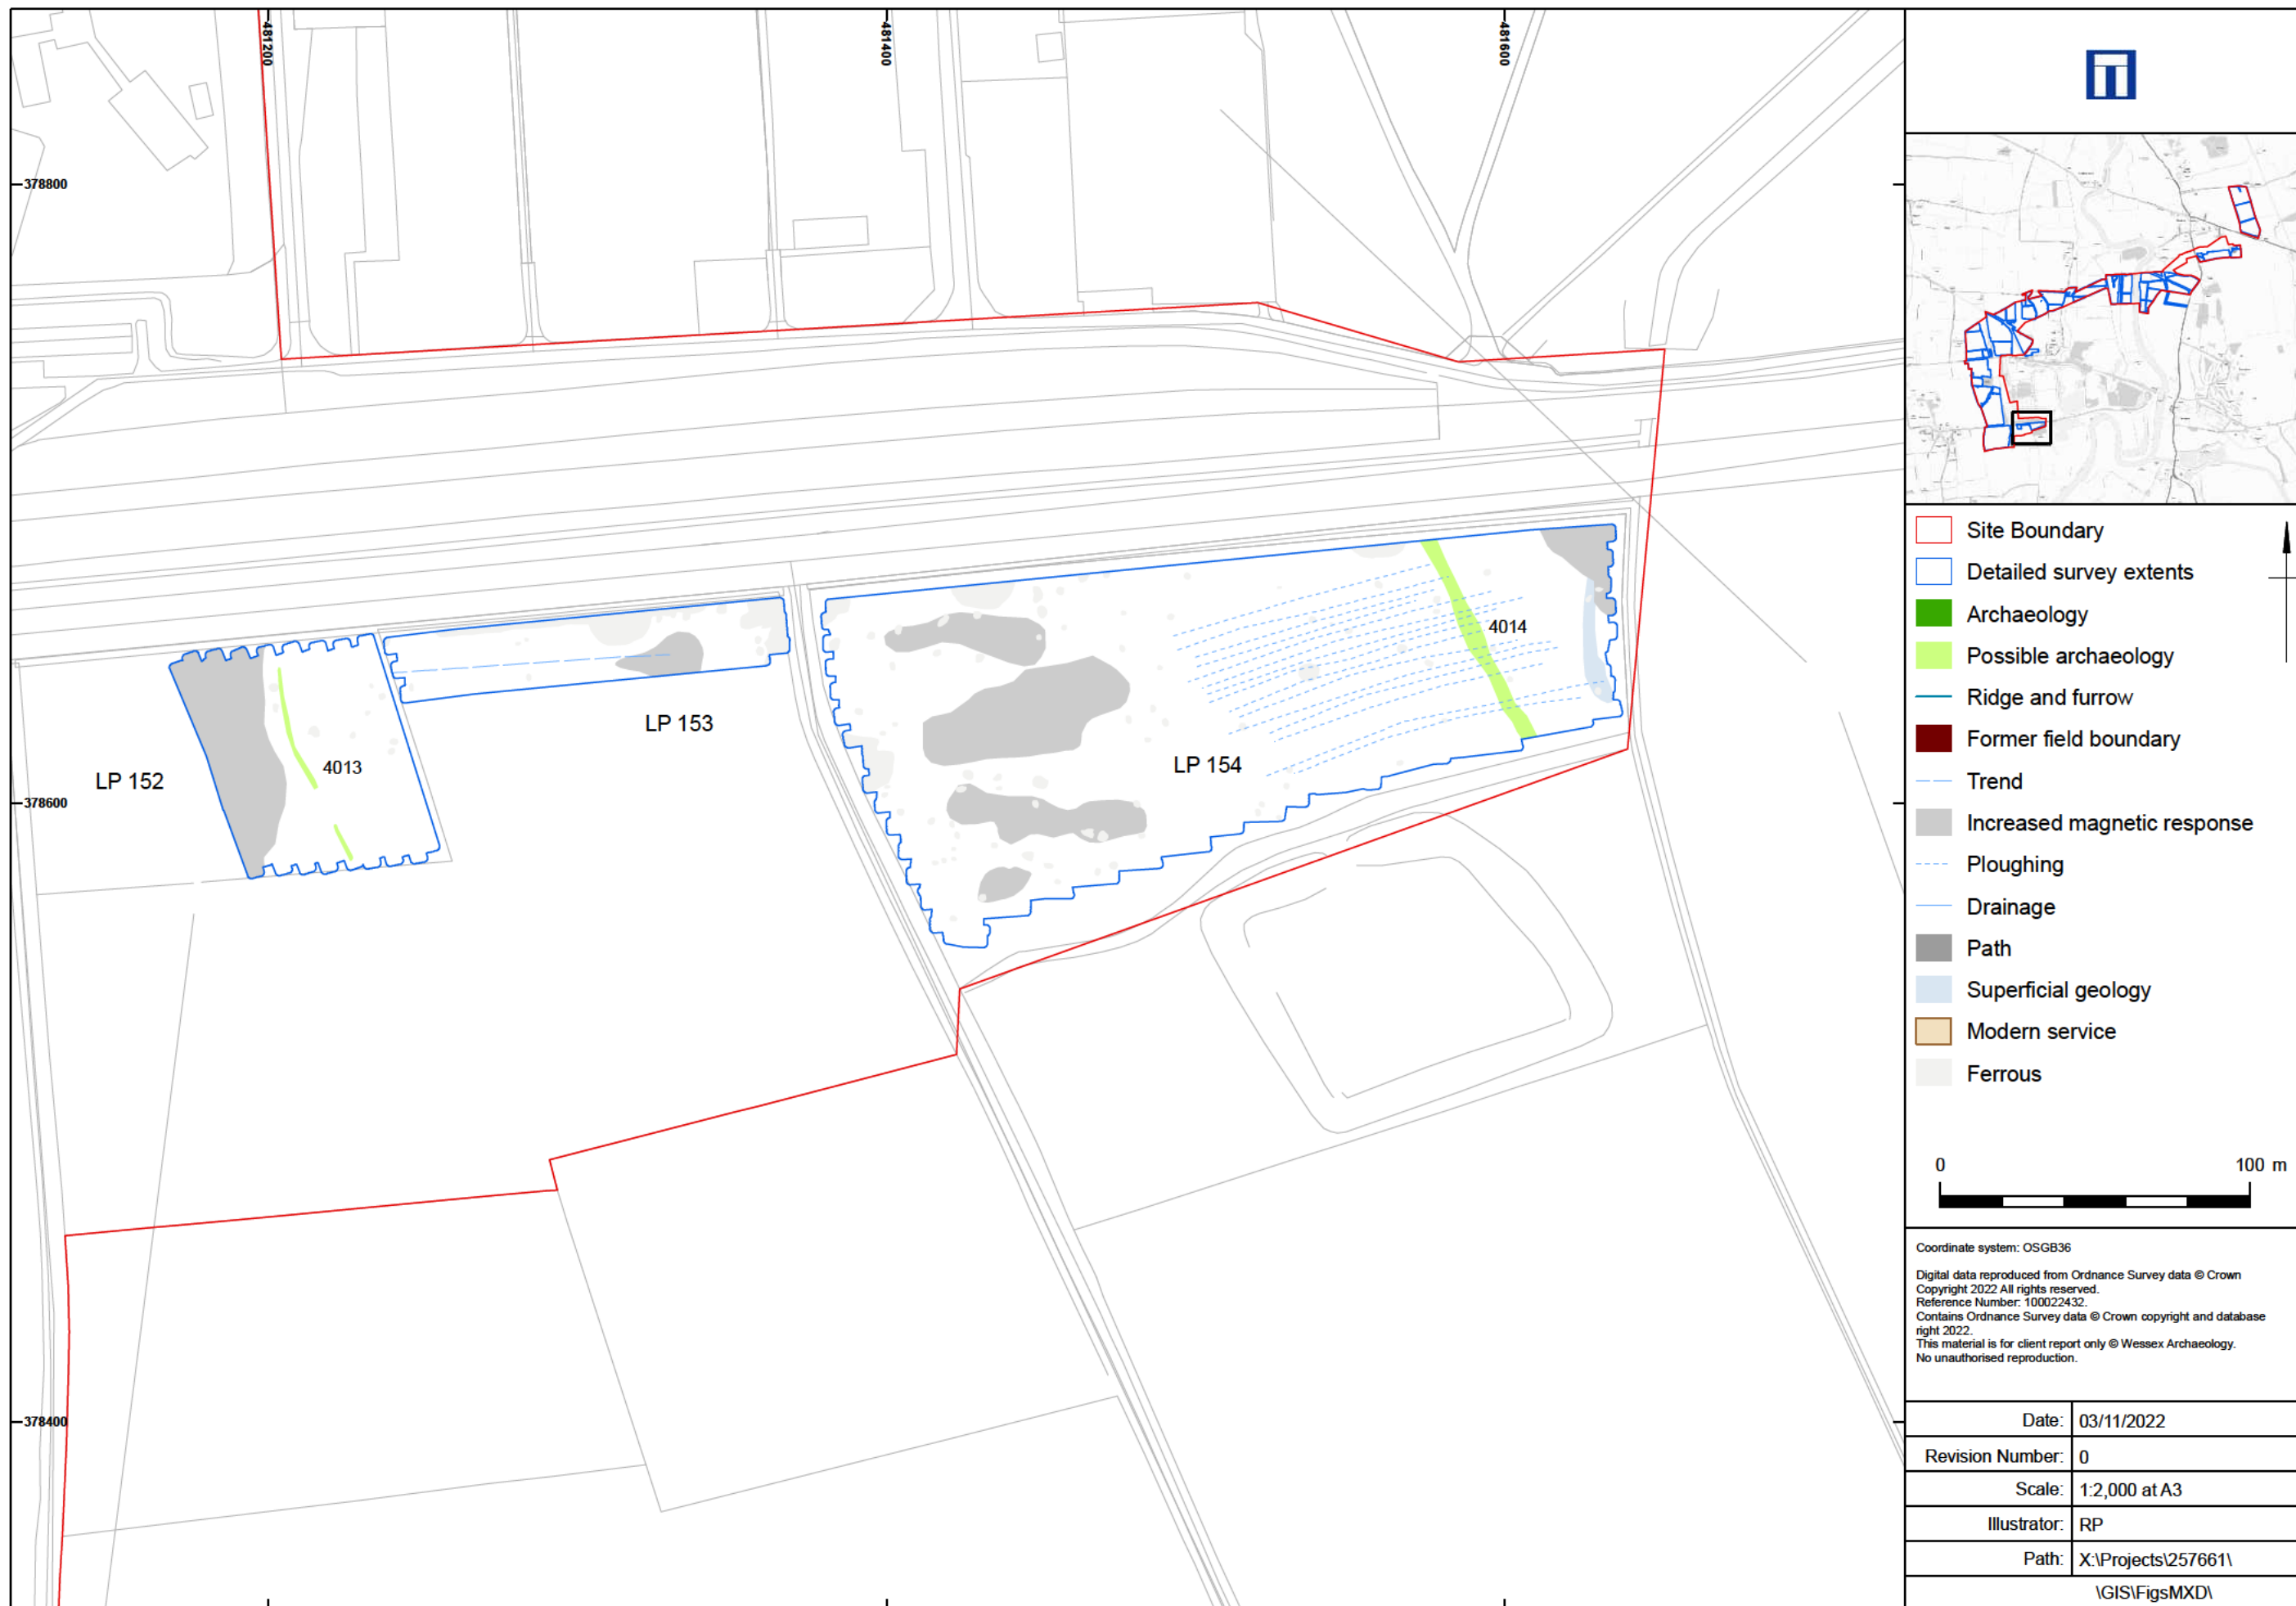 481200
481400
481600
378800
378600
378400
LP 152
4013
LP 153
LP 154
4014
Site Boundary
Detailed survey extents
Archaeology
Possible archaeology
Ridge and furrow
Former field boundary
Trend
Increased magnetic response
Ploughing
Drainage
Path
Superficial geology
Modern service
Ferrous
0 100 m
Coordinate system: OSGB36
Digital data reproduced from Ordnance Survey data © Crown
Copyright 2022 All rights reserved.
Reference Number: 100022432.
Contains Ordnance Survey data © Crown copyright and database
right 2022.
This material is for client report only © Wessex Archaeology.
No unauthorised reproduction.
Date: 03/11/2022
Revision Number: 0
Scale: 1:2,000 at A3
Illustrator: RP
Path: X:\Projects\257661\
\GIS\FigsMXD\